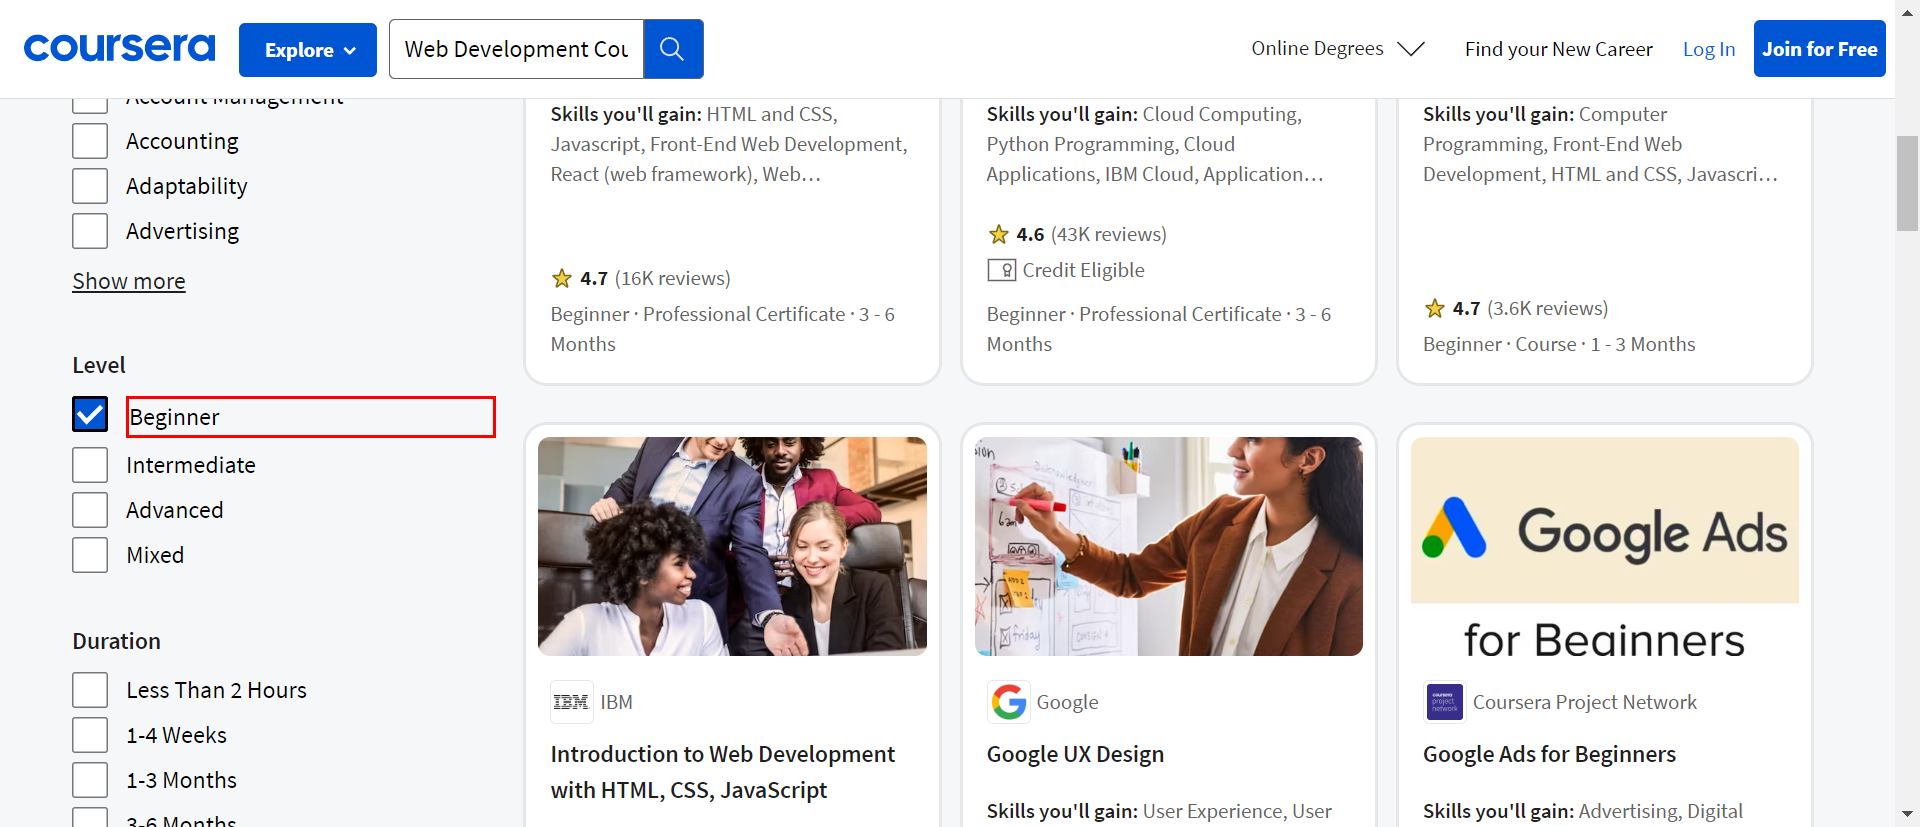 coursera
Explore
Web Development Cou
Online Degrees
Find your New Career
Log In
Join for Free
Account Management
Accounting
Adaptability
Advertising
Show more
Level
Beginner
Intermediate
Advanced
Mixed
Duration
Less Than 2 Hours
1-4 Weeks
1-3 Months
3-6 Months
Skills you'll gain: HTML and CSS,
Javascript, Front-End Web Development,
React (web framework), Web…
4.7 (16K reviews)
Beginner · Professional Certificate · 3 - 6
Months
Skills you'll gain: Cloud Computing,
Python Programming, Cloud
Applications, IBM Cloud, Application…
4.6 (43K reviews)
Credit Eligible
Beginner · Professional Certificate · 3 - 6
Months
Skills you'll gain: Computer
Programming, Front-End Web
Development, HTML and CSS, Javascri…
4.7 (3.6K reviews)
Beginner · Course · 1 - 3 Months
IBM
IBM
Introduction to Web Development
with HTML, CSS, JavaScript
friday
G
Google
Google UX Design
Skills you'll gain: User Experience, User
Google Ads
for Beginners
coursera
project
network
Coursera Project Network
Google Ads for Beginners
Skills you'll gain: Advertising, Digital